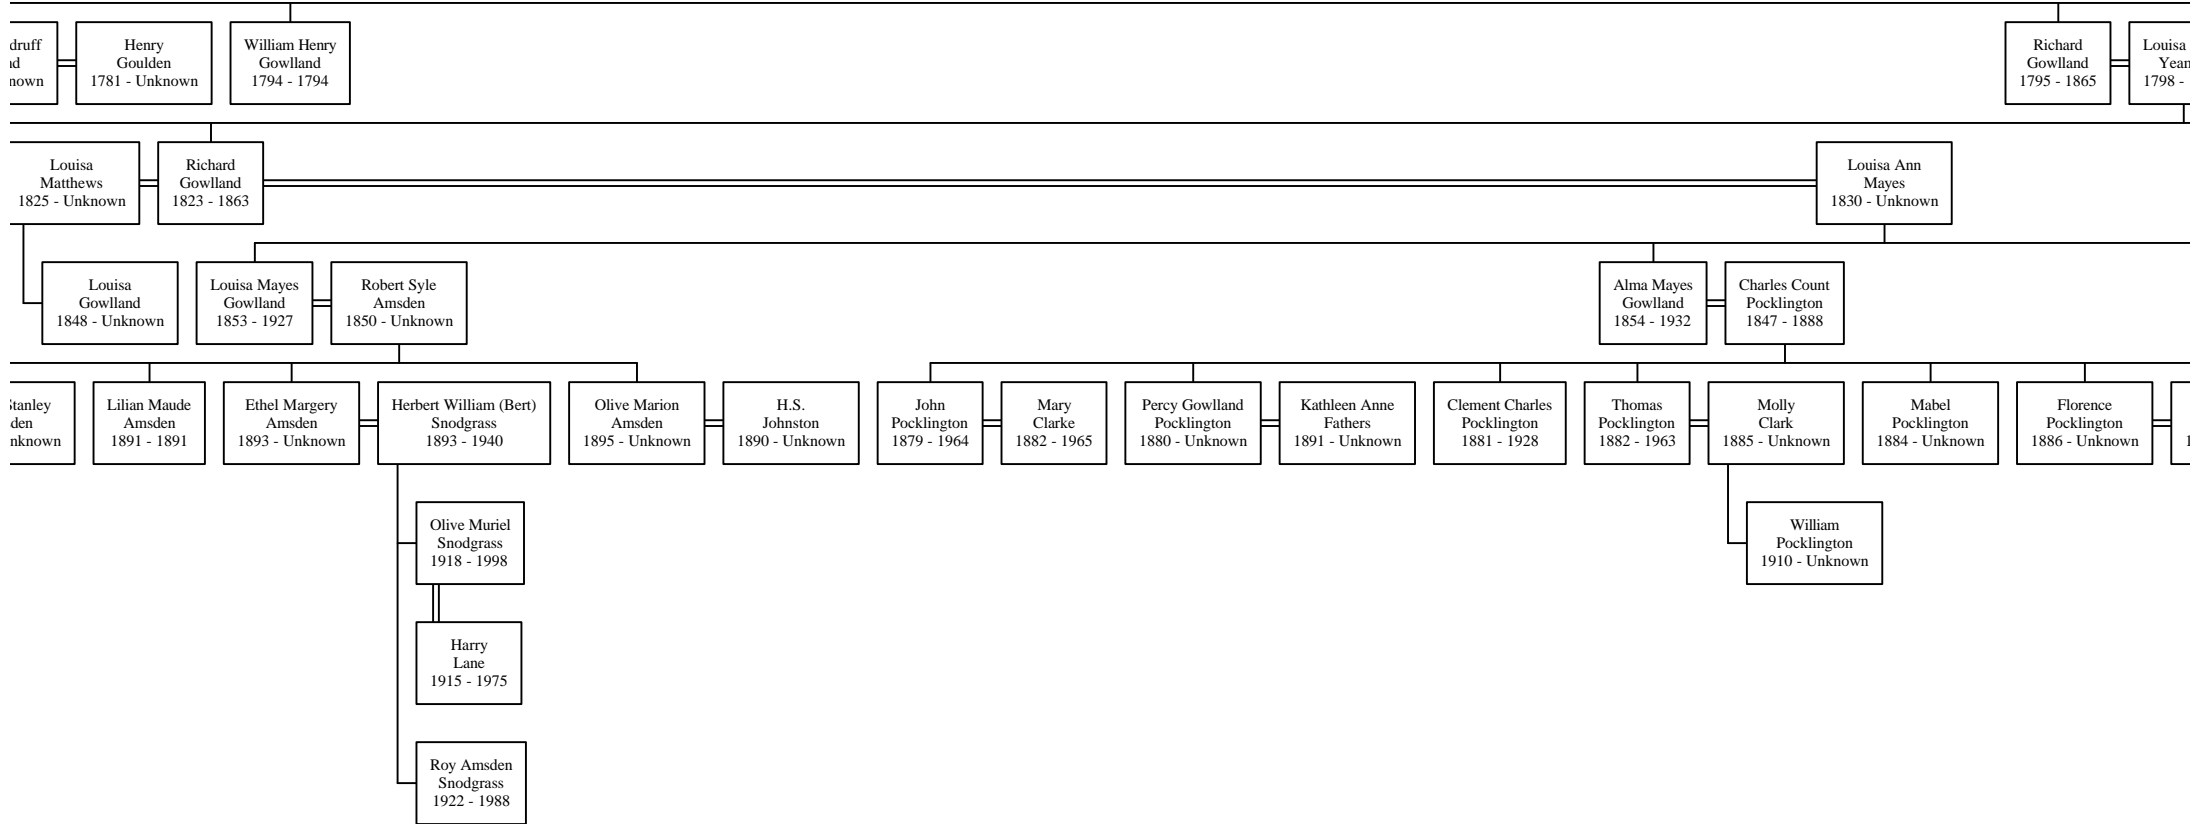 Henry
Goulden
1781 - Unknown
William Henry
Gowlland
1794 - 1794
Richard
Gowlland
1795 - 1865
Louisa
1798 -
Louisa
Matthews
1825 - Unknown
Richard
Gowlland
1823 - 1863
Louisa Ann
Mayes
1830 - Unknown
Louisa
Gowlland
1848 - Unknown
Louisa Mayes
Gowlland
1853 - 1927
Robert Syle
Amsden
1850 - Unknown
Alma Mayes
Gowlland
1854 - 1932
Charles Count
Pocklington
1847 - 1888
Stanley
Lilian Maude
Amsden
1891 - 1891
Ethel Margery
Amsden
1893 - Unknown
Herbert William (Bert)
Snodgrass
1893 - 1940
Olive Marion
Amsden
1895 - Unknown
H.S.
Johnston
1890 - Unknown
John
Pocklington
1879 - 1964
Mary
Clarke
1882 - 1965
Percy Gowlland
Pocklington
1880 - Unknown
Kathleen Anne
Fathers
1891 - Unknown
Clement Charles
Pocklington
1881 - 1928
Thomas
Pocklington
1882 - 1963
Molly
Clark
1885 - Unknown
Mabel
Pocklington
1884 - Unknown
Florence
Pocklington
1886 - Unknown
Olive Muriel
Snodgrass
1918 - 1998
William
Pocklington
1910 - Unknown
Harry
Lane
1915 - 1975
Roy Amsden
Snodgrass
1922 - 1988